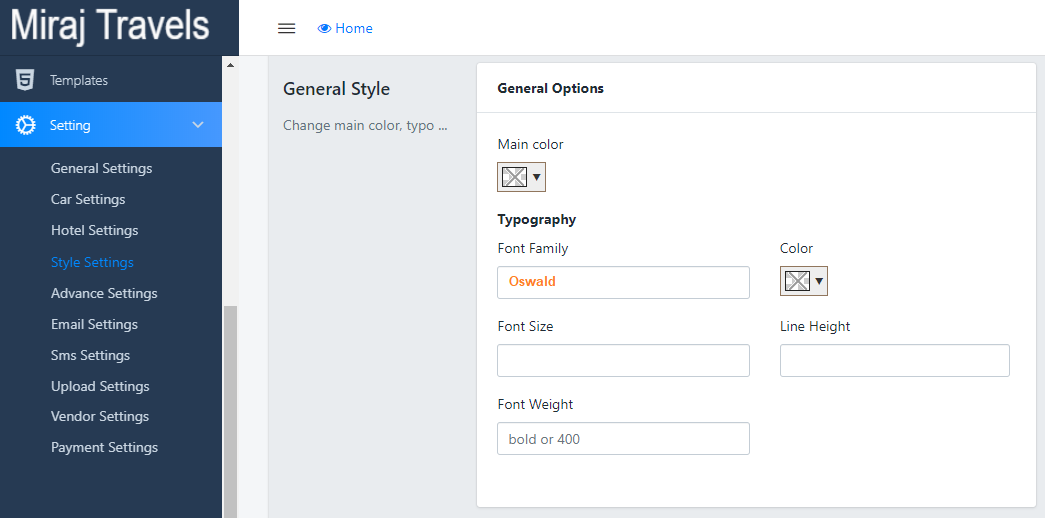 Miraj Travels
Home
Templates
Setting
General Settings
Car Settings
Hotel Settings
Style Settings
Advance Settings
Email Settings
Sms Settings
Upload Settings
Vendor Settings
Payment Settings
General Style
Change main color, typo ...
General Options
Main color
Typography
Font Family
Color
Oswald
Font Size
Line Height
Font Weight
bold or 400